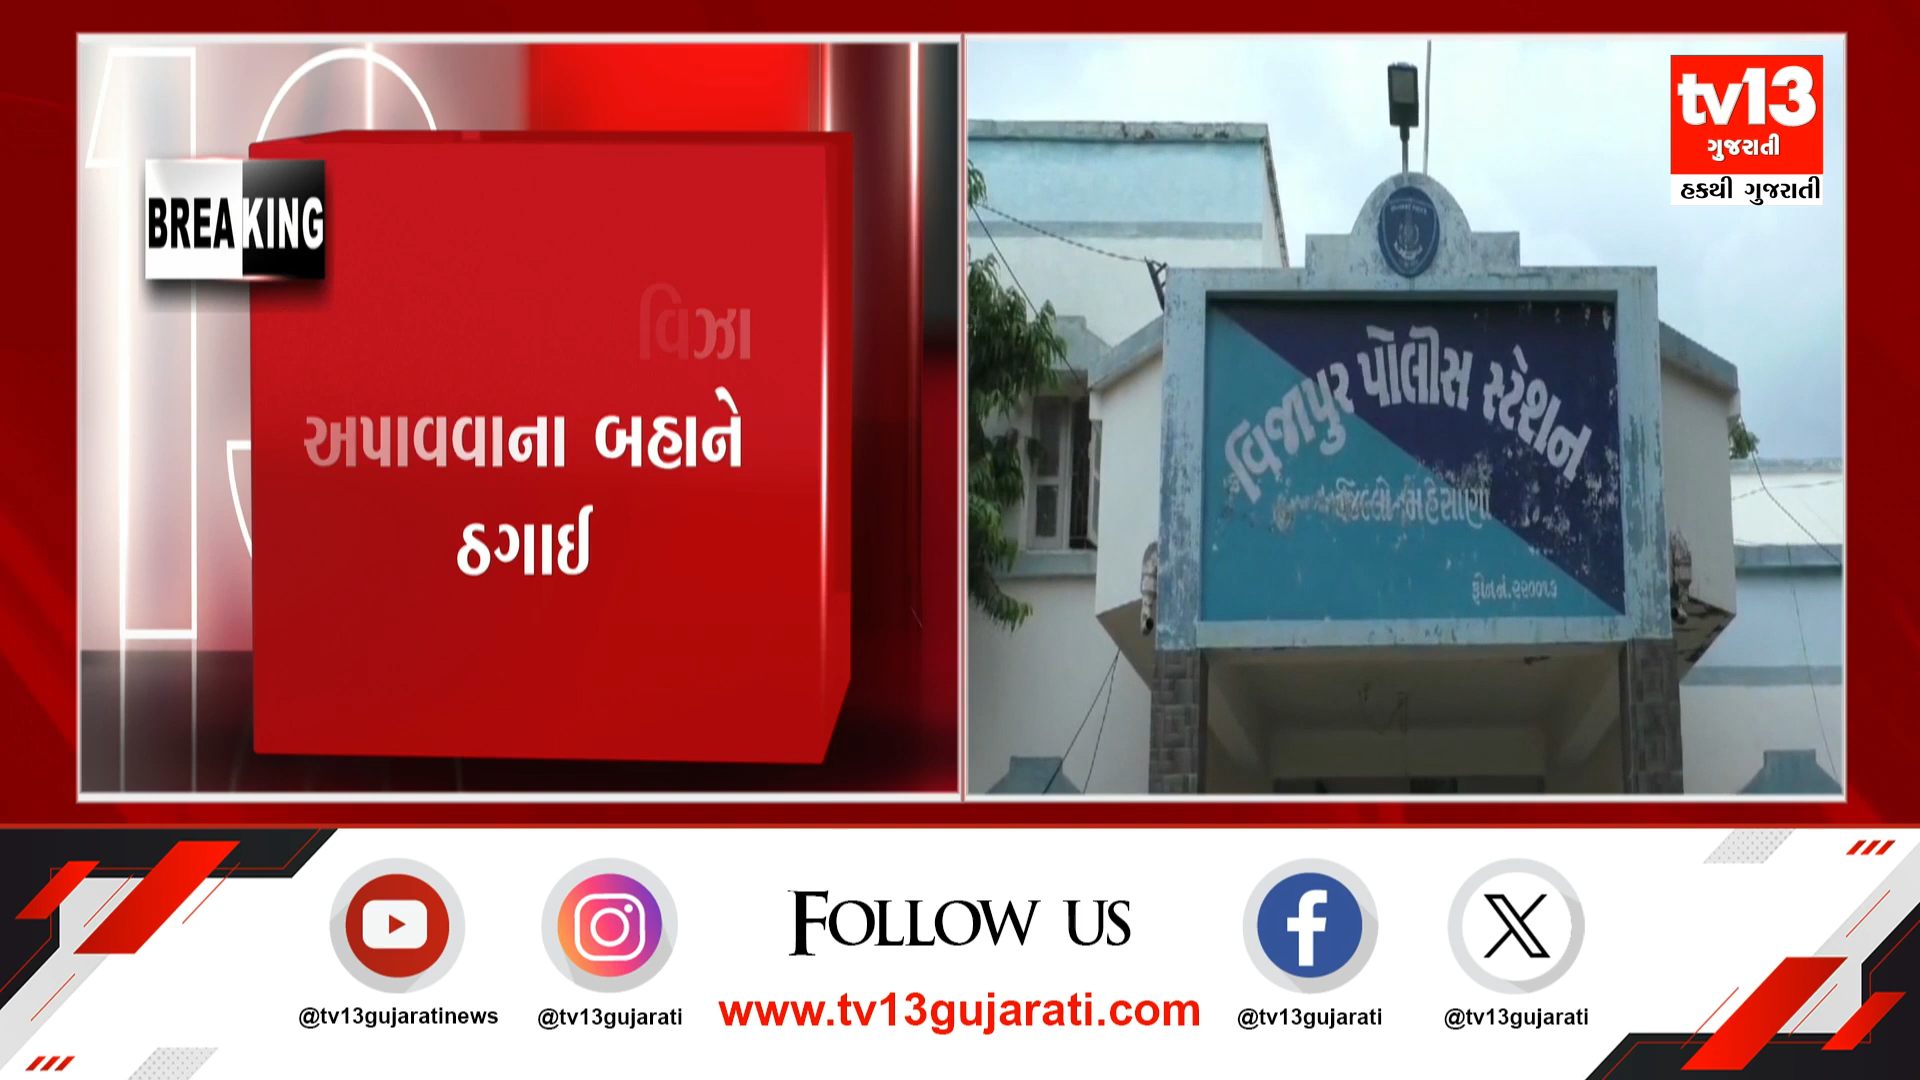 BREAKING
વિઝા
અપાવવાના બહાને
ઠગાઈ
tv13
ગુજરાતી
હકથી ગુજરાતી
વિજાપુર પોલીસ સ્ટેશન
જિલ્લો-મહેસાણા
ફોન નં.૨૨૦૦૧૩
FOLLOW US
www.tv13gujarati.com
@tv13gujaratinews
@tv13gujarati
@tv13gujarati
@tv13gujarati